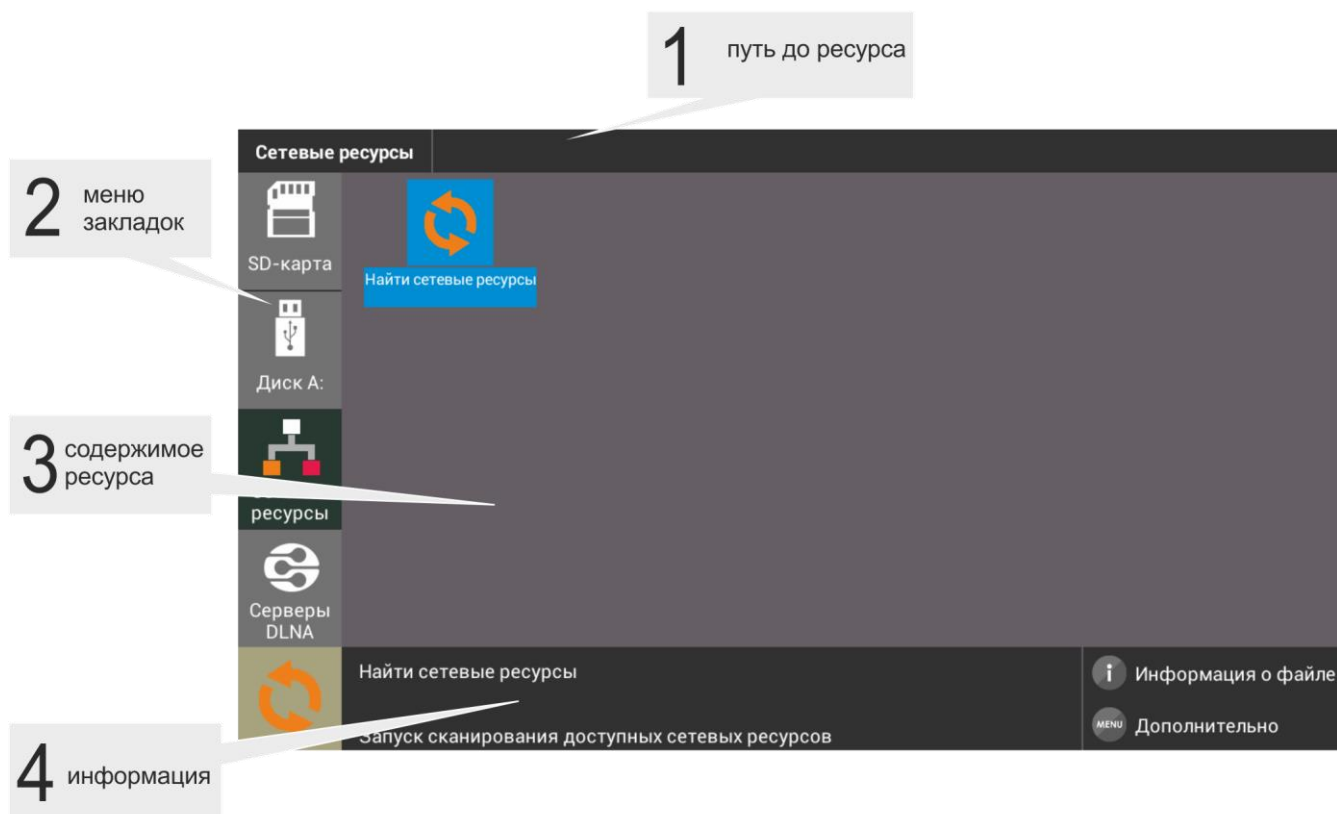 1 путь до ресурса
Сетевые ресурсы
2 меню
закладок
SD-карта
Найти сетевые ресурсы
Диск A:
3 содержимое
ресурса
ресурсы
Серверы
DLNA
Найти сетевые ресурсы
i Информация о файле
Запуск сканирования доступных сетевых ресурсов
MENU Дополнительно
4 информация